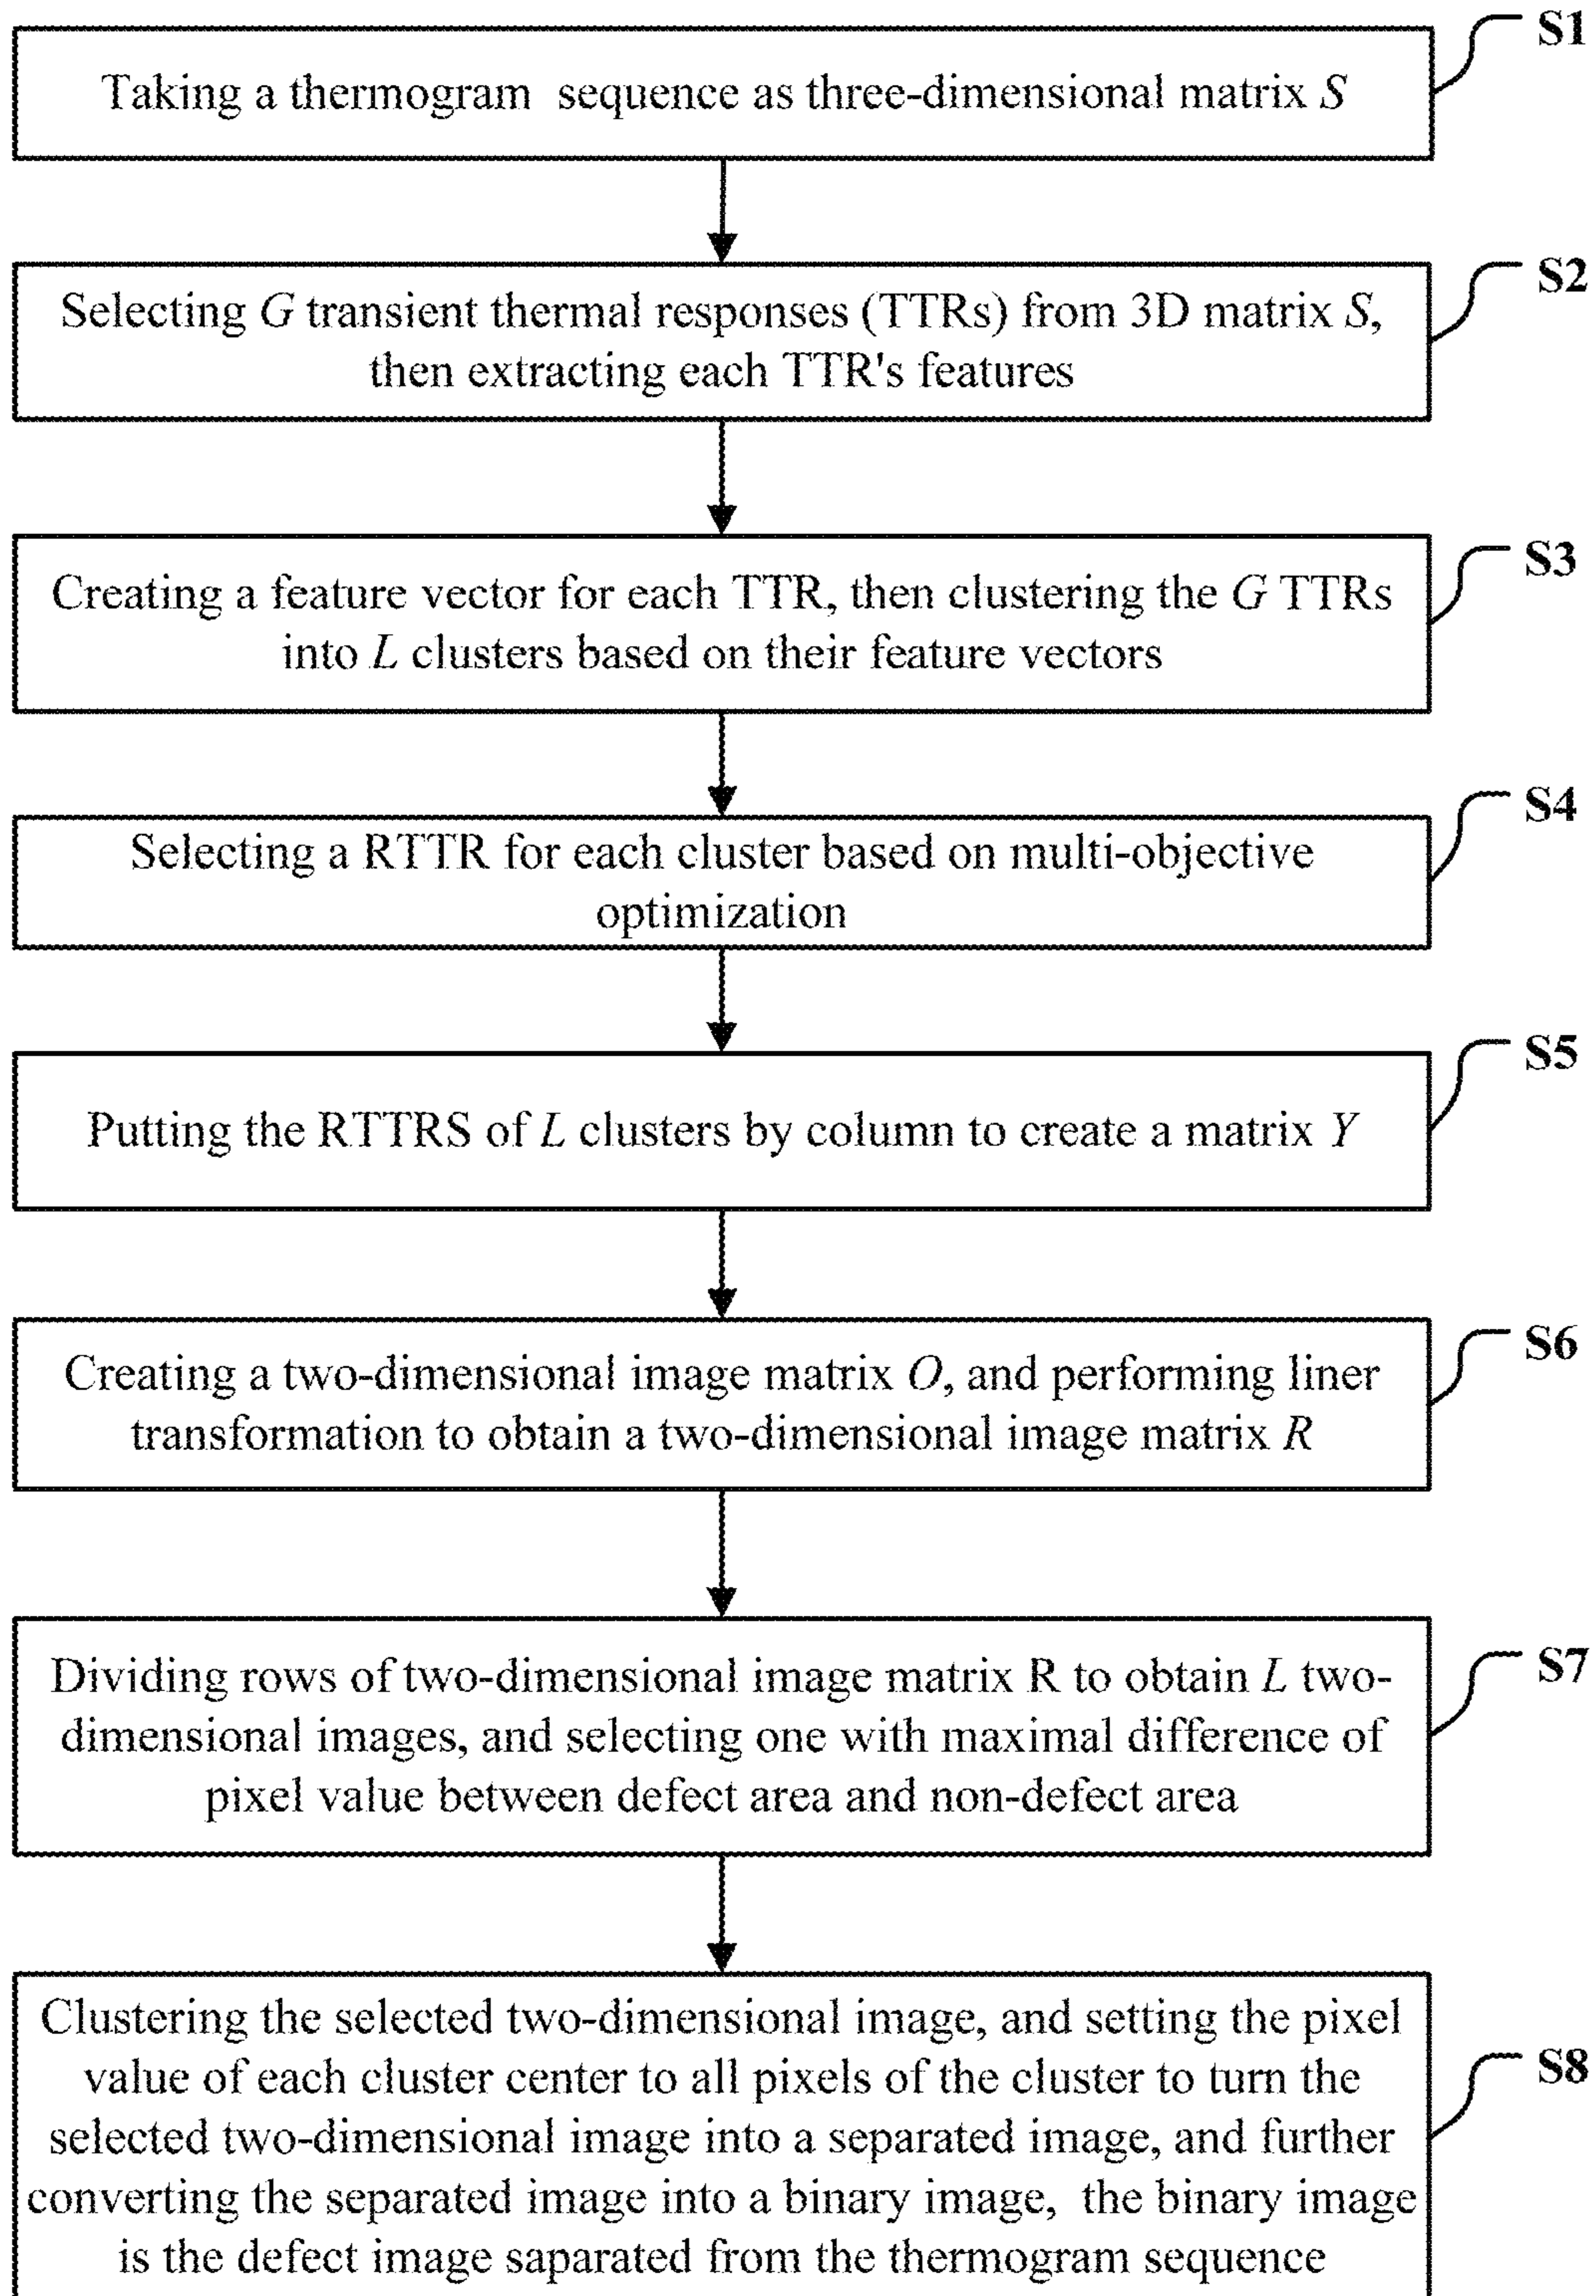 S1
Taking a thermogram sequence as three-dimensional matrix S
S2
Selecting G transient thermal responses (TTRs) from 3D matrix S,
then extracting each TTR's features
S3
Creating a feature vector for each TTR, then clustering the G TTRs
into L clusters based on their feature vectors
S4
Selecting a RTTR for each cluster based on multi-objective
optimization
S5
Putting the RTTRS of L clusters by column to create a matrix Y
S6
Creating a two-dimensional image matrix O, and performing liner
transformation to obtain a two-dimensional image matrix R
S7
Dividing rows of two-dimensional image matrix R to obtain L two-
dimensional images, and selecting one with maximal difference of
pixel value between defect area and non-defect area
S8
Clustering the selected two-dimensional image, and setting the pixel
value of each cluster center to all pixels of the cluster to turn the
selected two-dimensional image into a separated image, and further
converting the separated image into a binary image, the binary image
is the defect image saparated from the thermogram sequence